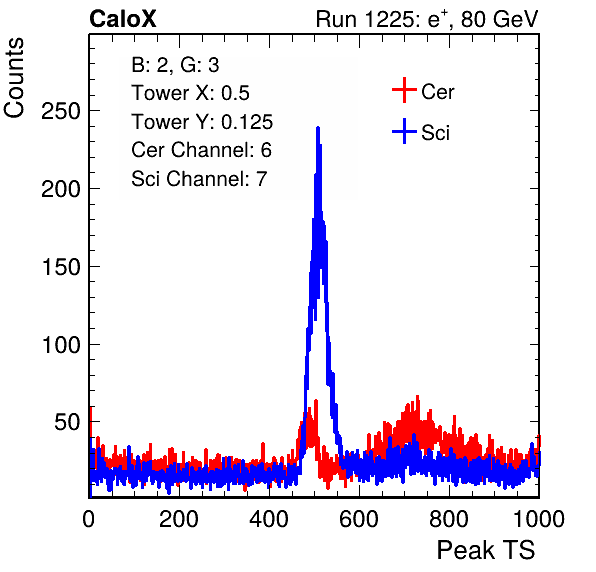 CaloX
Run 1225: e+, 80 GeV
Counts
B: 2, G: 3
Tower X: 0.5
Tower Y: 0.125
Cer Channel: 6
Sci Channel: 7
Cer
Sci
250
200
150
100
50
0 200 400 600 800 1000
Peak TS